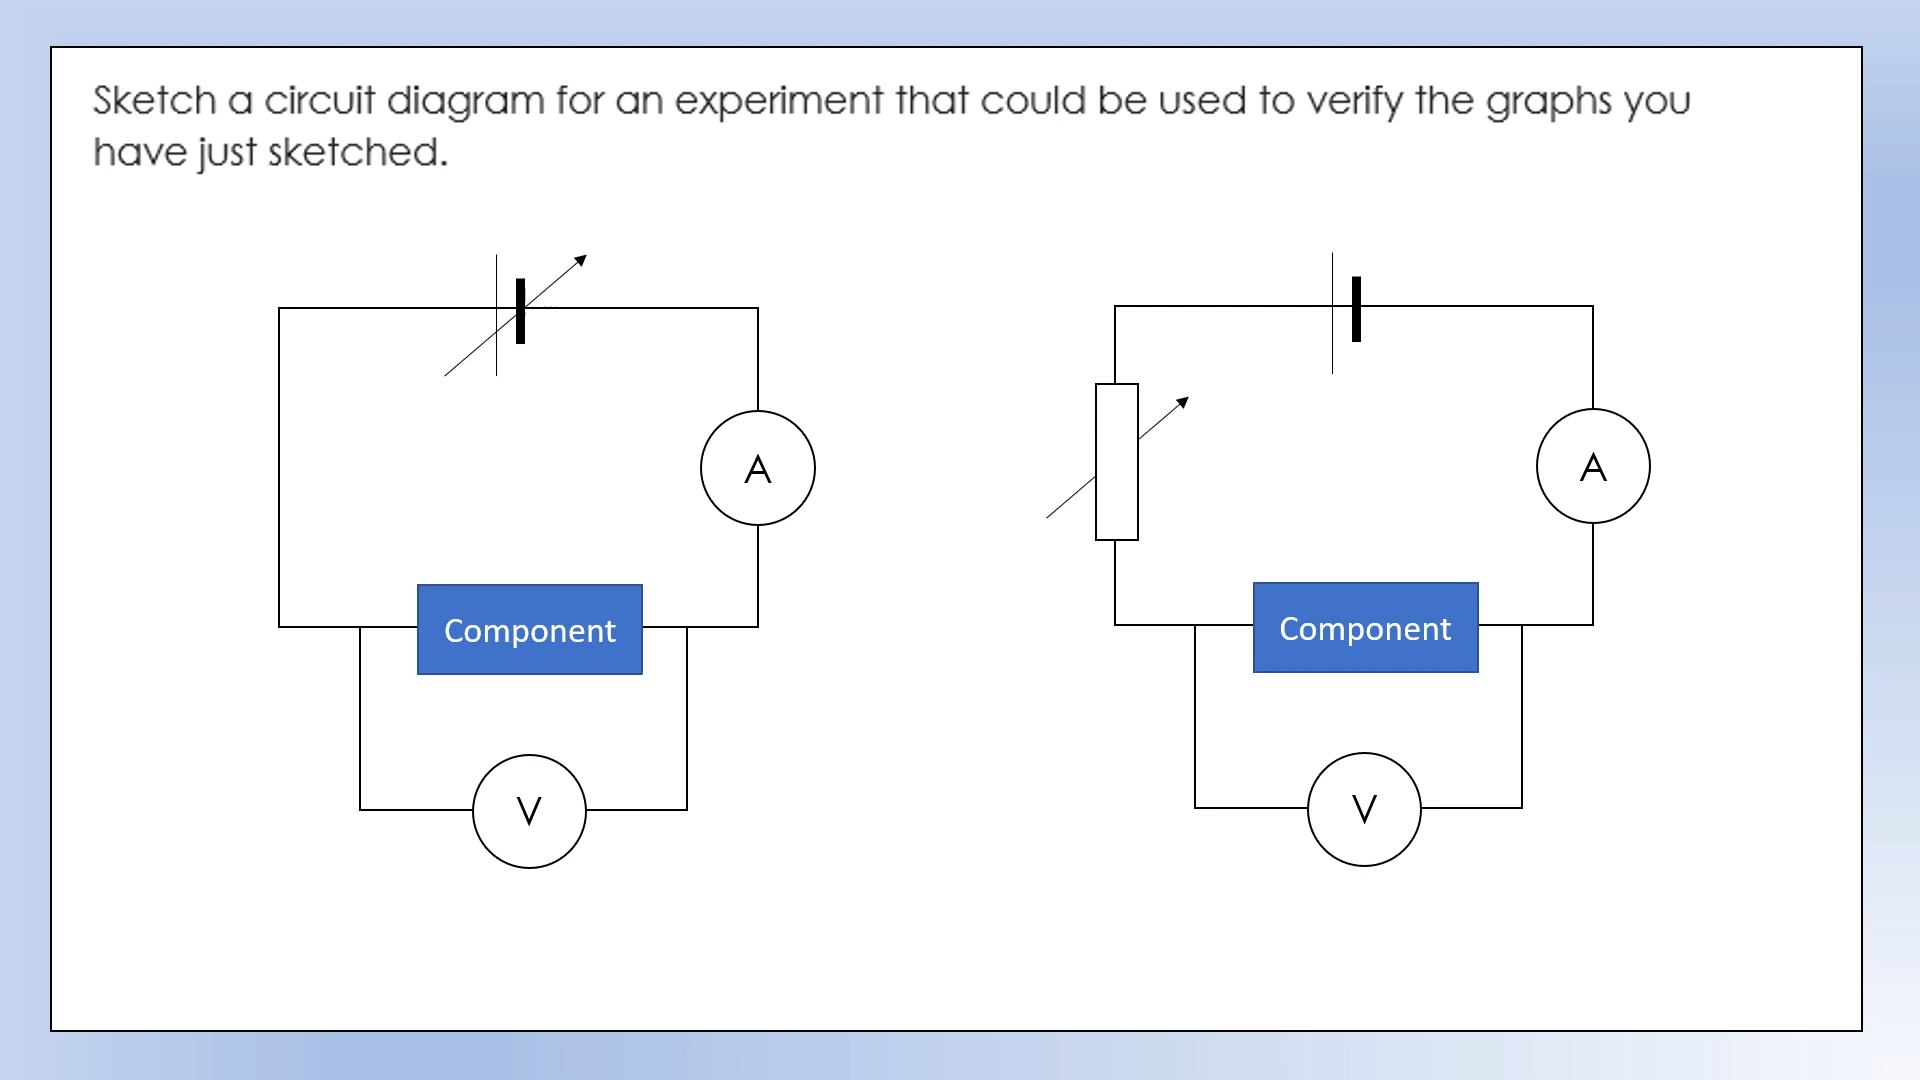 Sketch a circuit diagram for an experiment that could be used to verify the graphs you
have just sketched.
A
A
Component
Component
V
V